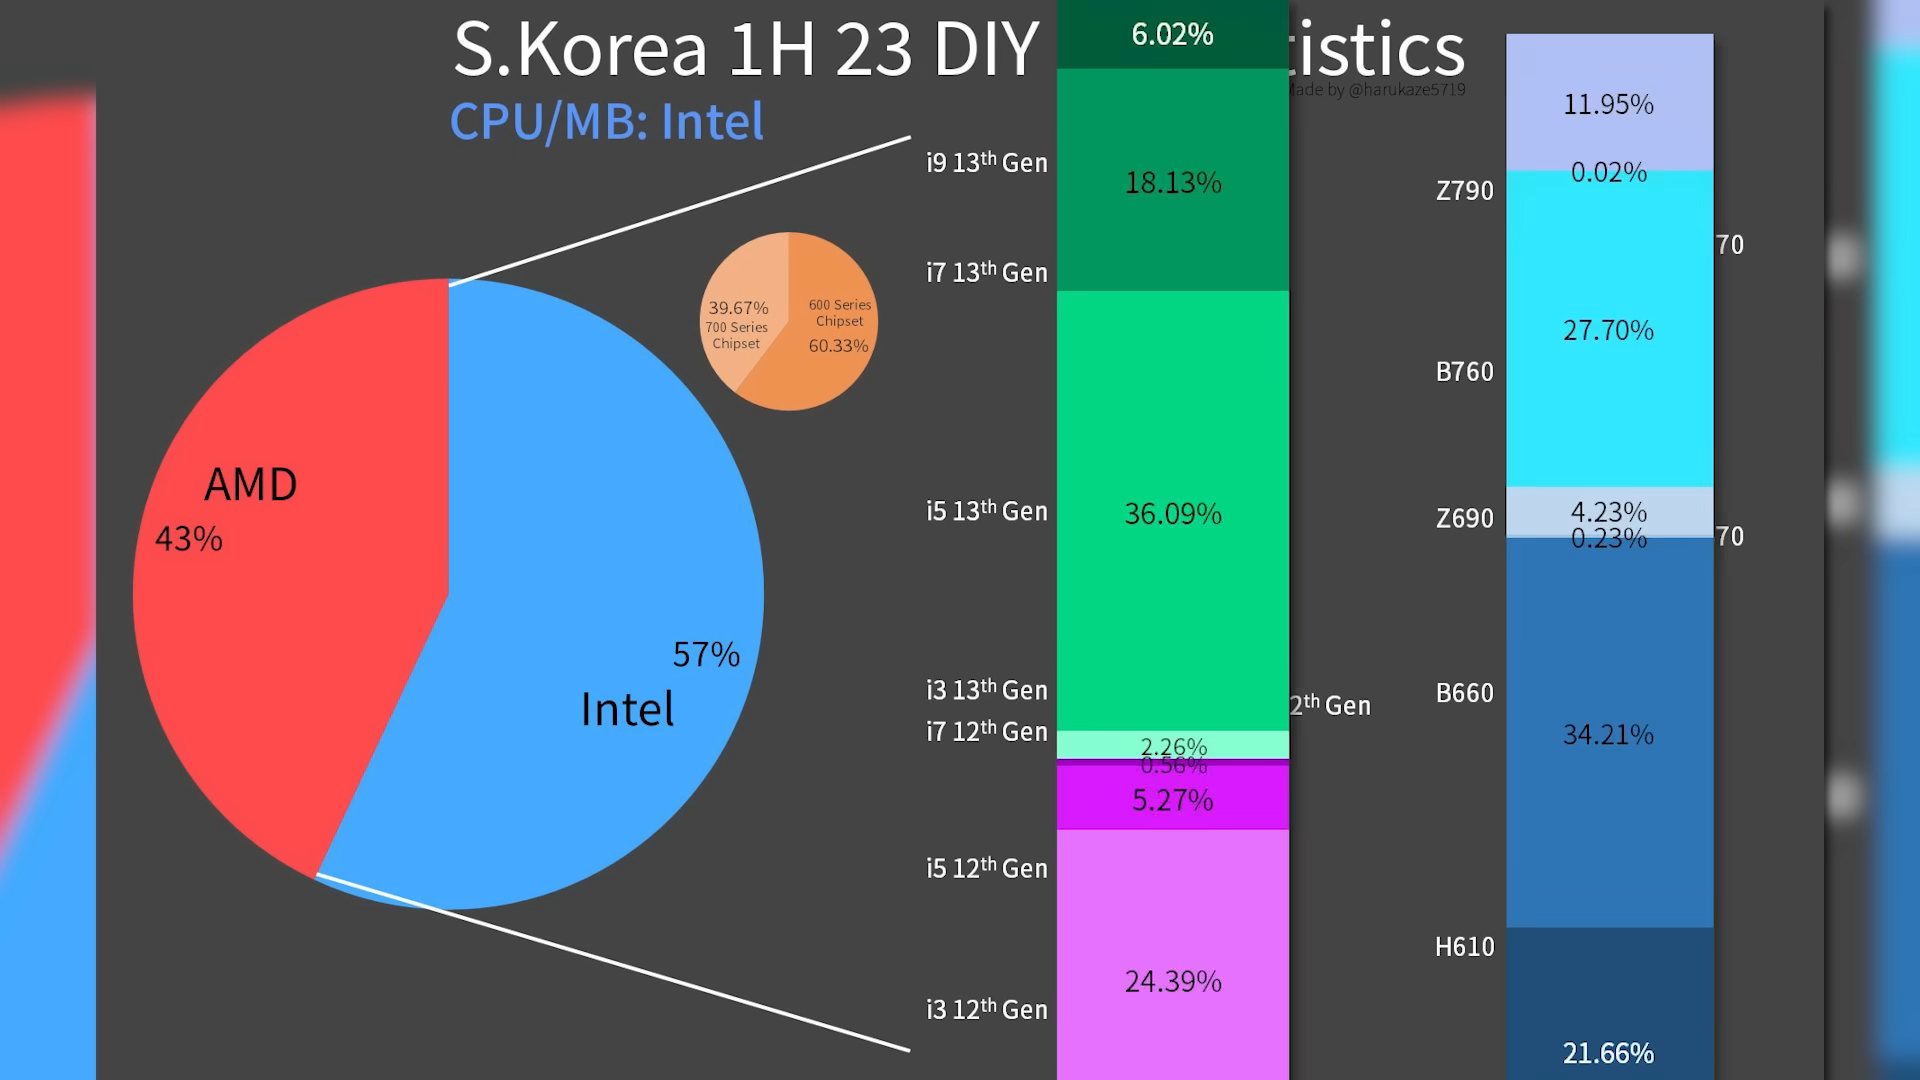 S.Korea 1H 23 DIY
tistics
CPU/MB: Intel
Made by @harukaze5719
AMD
43%
57%
Intel
39.67%
700 Series
Chipset
600 Series
Chipset
60.33%
i9 13th Gen
i7 13th Gen
i5 13th Gen
i3 13th Gen
i7 12th Gen
i5 12th Gen
i3 12th Gen
6.02%
18.13%
36.09%
2.26%
0.56%
5.27%
24.39%
2th Gen
Z790
B760
Z690
B660
H610
11.95%
0.02%
27.70%
4.23%
0.23%
34.21%
21.66%
70
70